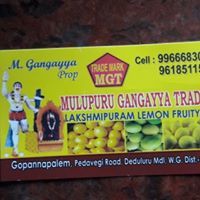 M. Gangayya
Prop
TRADE MARK
MGT
Cell : 99666830
96185115
MULUPURU GANGAYYA TRAD
LAKSHMIPURAM LEMON FRUITY
Gopannapalem, Pedavegi Road. Deduluru Mdl. W.G. Dist.-